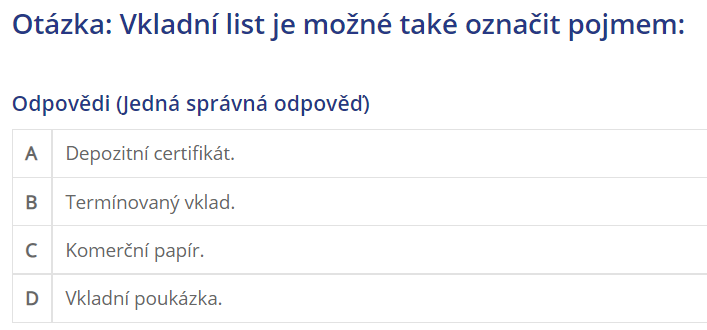 Otázka: Vkladní list je možné také označit pojmem:
Odpovědi (Jedná správná odpověď)
A Depozitní certifikát.
B Termínovaný vklad.
C Komerční papír.
D Vkladní poukázka.